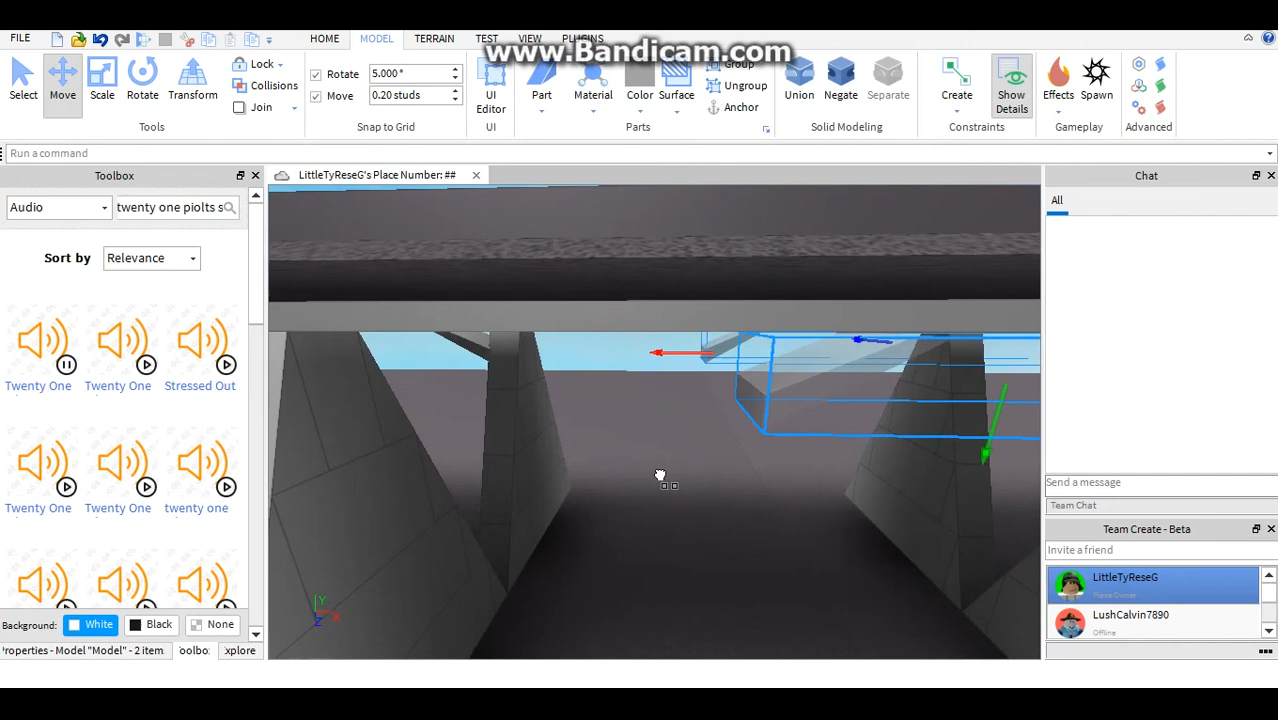 FILE HOME MODEL TERRAIN TEST VIEW PLUGINS
www.Bandicam.com
Select Move Scale Rotate Transform
Lock
Collisions
Join
Tools
Rotate 5.000 °
Move 0.20 studs
Snap to Grid
UI Editor
UI
Part Material Color Surface
Group
Ungroup
Anchor
Parts
Union Negate Separate
Solid Modeling
Create Show Details
Constraints
Effects Spawn
Gameplay
Advanced
Run a command
Toolbox
LittleTyReseG's Place Number: ##
Chat
Audio twenty one piolts s
All
Sort by Relevance
Twenty One Twenty One Stressed Out
Twenty One Twenty One twenty one
Send a message
Team Chat
Team Create - Beta
Invite a friend
LittleTyReseG
Place Owner
LushCalvin7890
Offline
Background: White Black None
roperties - Model "Model" - 2 item. oolbo: xplore
Y
X
Z